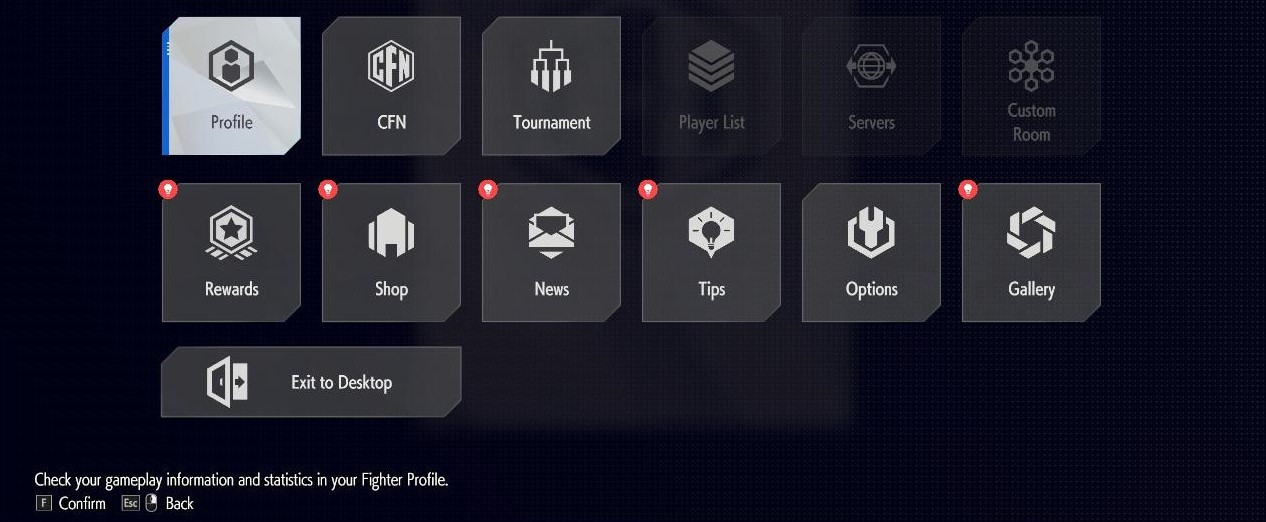 Profile
CFN
CFN
Tournament
Player List
Servers
Custom
Room
Rewards
Shop
News
Tips
Options
Gallery
Exit to Desktop
Check your gameplay information and statistics in your Fighter Profile.
F Confirm Esc Back